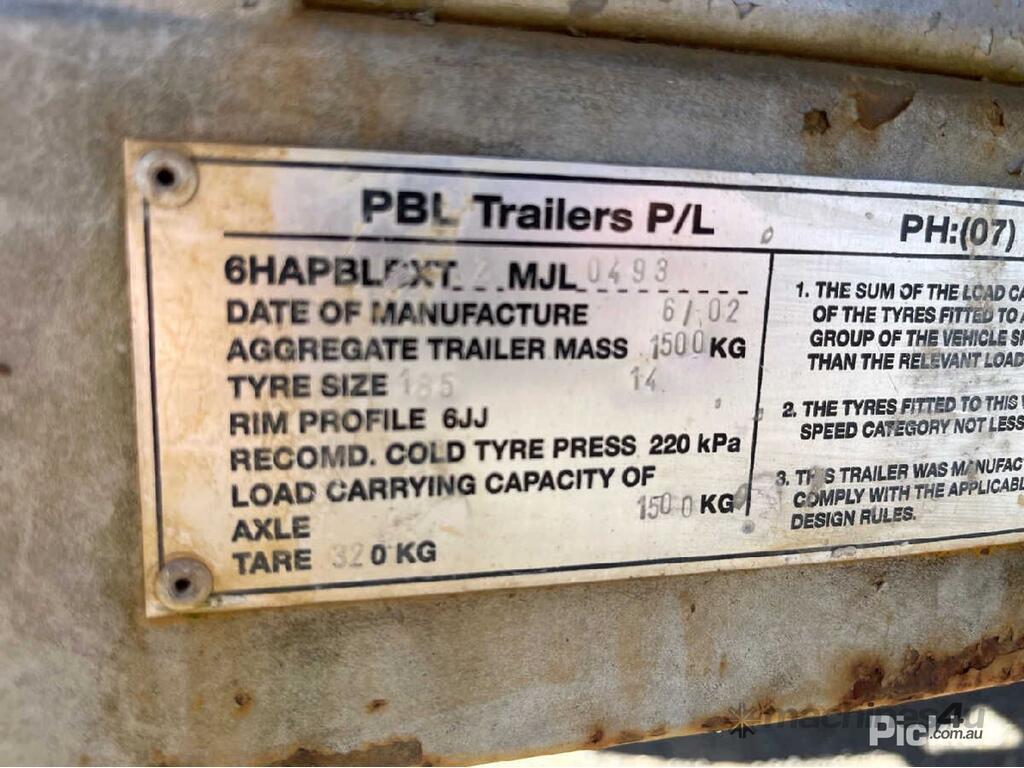 PBL Trailers P/L
PH:(07)
6HAPBL XT 2 MJL 0493
DATE OF MANUFACTURE 6/02
AGGREGATE TRAILER MASS 1500 KG
TYRE SIZE 185 14
RIM PROFILE 6JJ
RECOMD. COLD TYRE PRESS 220 kPa
LOAD CARRYING CAPACITY OF
AXLE 1500 KG
TARE 320 KG
1. THE SUM OF THE LOAD CA
OF THE TYRES FITTED TO A
GROUP OF THE VEHICLE S
THAN THE RELEVANT LOAD
2. THE TYRES FITTED TO THIS
SPEED CATEGORY NOT LESS
3. THIS TRAILER WAS MANUFAC
COMPLY WITH THE APPLICABL
DESIGN RULES.
machines4u
Pickl
.com.au